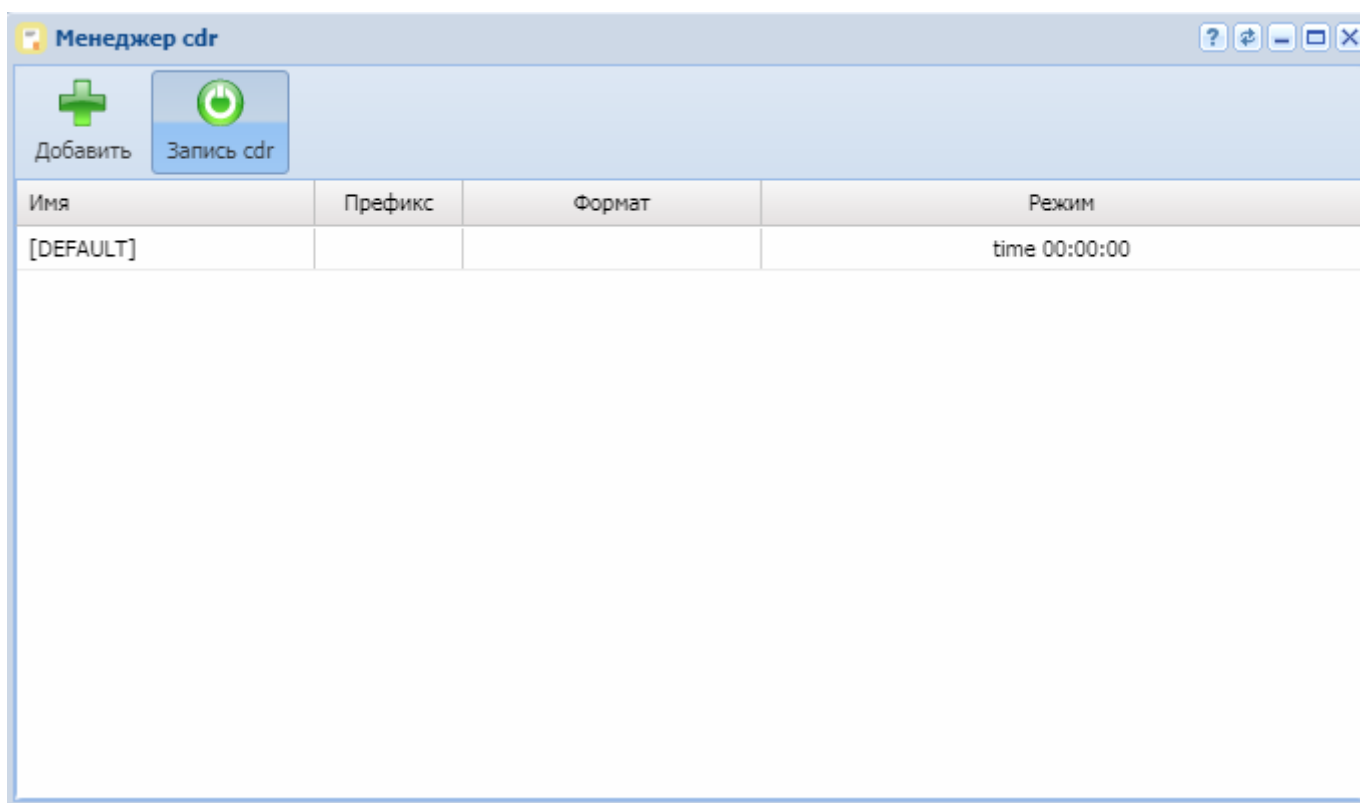 Менеджер cdr
?
Добавить Запись cdr
Имя Префикс Формат Режим
[DEFAULT] time 00:00:00